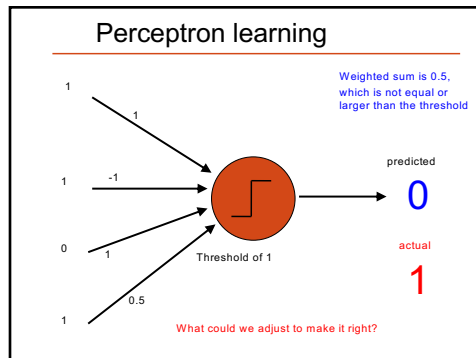 Perceptron learning
Weighted sum is 0.5,
which is not equal or
larger than the threshold
1
1
1
-1
0
1
1
0.5
Threshold of 1
predicted
0
actual
1
What could we adjust to make it right?